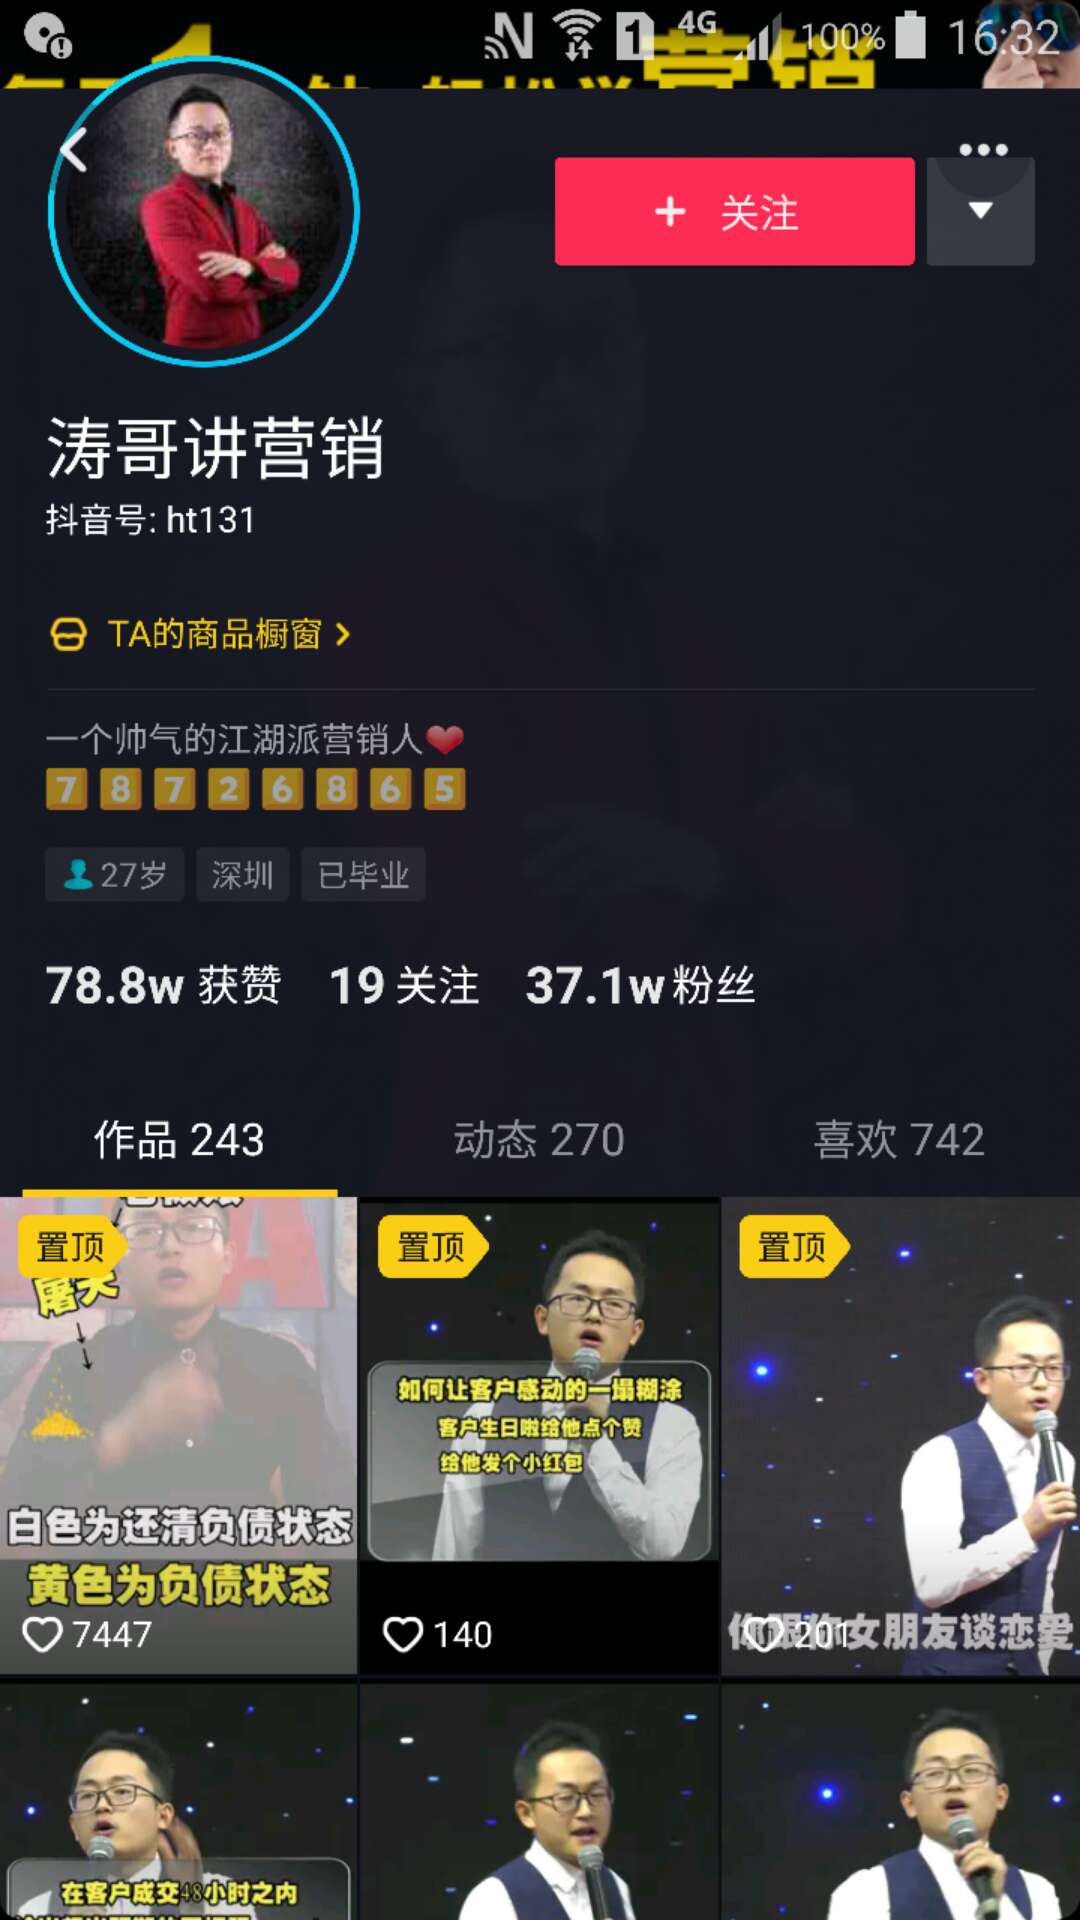 4G 100% 16:32
1
营销
+ 关注
涛哥讲营销
抖音号: ht131
TA的商品橱窗
一个帅气的江湖派营销人
7 8 7 2 6 8 6 5
27岁 深圳 已毕业
78.8w 获赞 19 关注 37.1w 粉丝
作品 243 动态 270 喜欢 742
置顶
白色为还清负债状态
黄色为负债状态
7447
置顶
如何让客户感动的一塌糊涂
客户生日啦给他点个赞
给他发个小红包
140
置顶
你跟你女朋友谈恋爱
201
在客户成交48小时之内